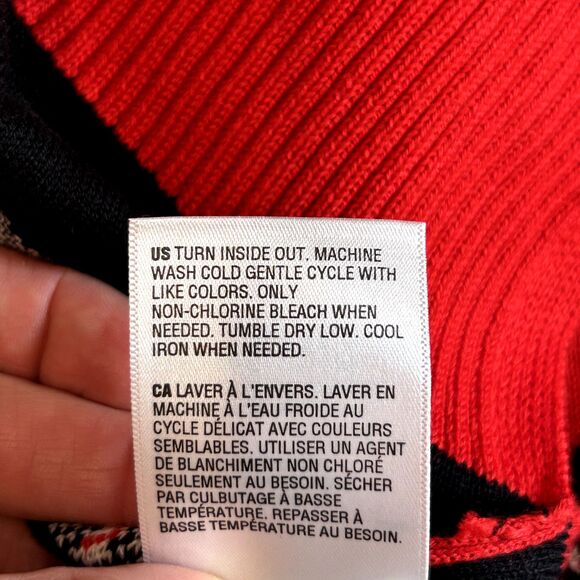 US TURN INSIDE OUT. MACHINE
WASH COLD GENTLE CYCLE WITH
LIKE COLORS. ONLY
NON-CHLORINE BLEACH WHEN
NEEDED. TUMBLE DRY LOW. COOL
IRON WHEN NEEDED.
CA LAVER À L'ENVERS. LAVER EN
MACHINE À L'EAU FROIDE AU
CYCLE DÉLICAT AVEC COULEURS
SEMBLABLES. UTILISER UN AGENT
DE BLANCHIMENT NON CHLORÉ
SEULEMENT AU BESOIN. SÉCHER
PAR CULBUTAGE À BASSE
TEMPÉRATURE. REPASSER À
BASSE TEMPÉRATURE AU BESOIN.